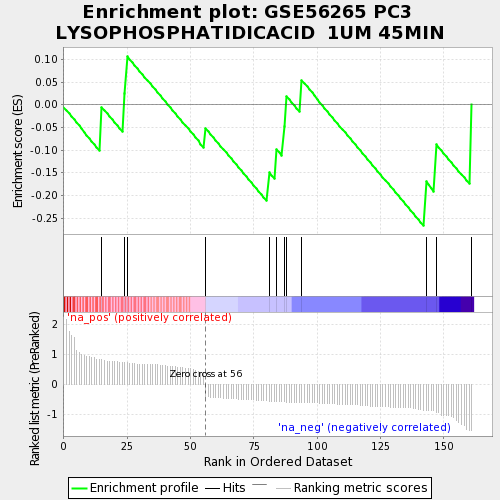 Enrichment plot: GSE56265 PC3
LYSOPHOSPHATIDICACID  1UM 45MIN
Enrichment score (ES)
0.10
0.05
0.00
-0.05
-0.10
-0.15
-0.20
-0.25
'na_pos' (positively correlated)
Ranked list metric (PreRanked)
2
1
0
-1
Zero cross at 56
'na_neg' (negatively correlated)
0 25 50 75 100 125 150
Rank in Ordered Dataset
Enrichment profile Hits Ranking metric scores